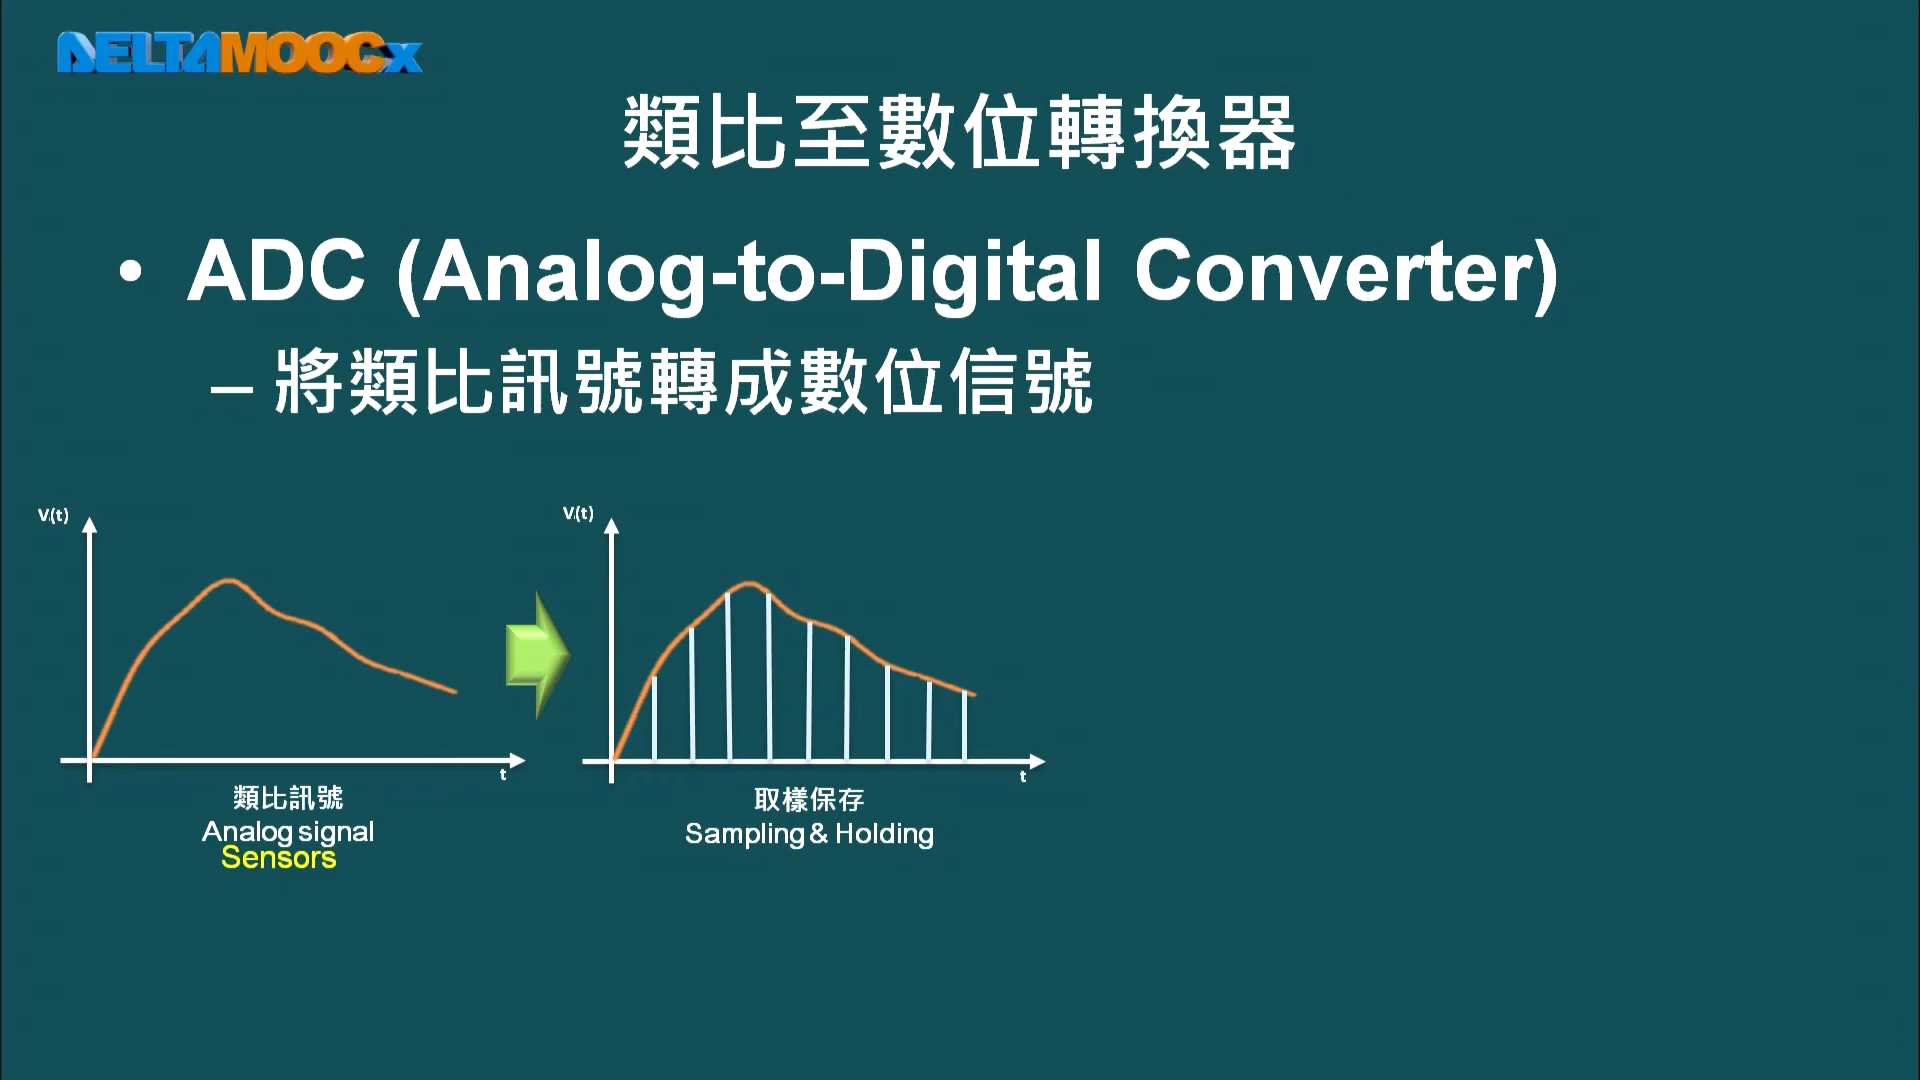 DELTAMOOCx
類比至數位轉換器
• ADC (Analog-to-Digital Converter)
– 將類比訊號轉成數位信號
V(t)
t
類比訊號
Analog signal
Sensors
V(t)
t
取樣保存
Sampling & Holding